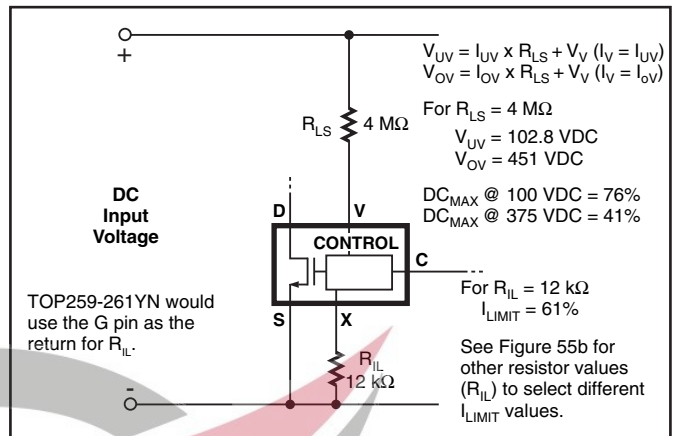 +
V_UV = I_UV x R_LS + V_V (I_V = I_UV)
V_OV = I_OV x R_LS + V_V (I_V = I_oV)
R_LS 4 MΩ
For R_LS = 4 MΩ
V_UV = 102.8 VDC
V_OV = 451 VDC
DC_MAX @ 100 VDC = 76%
DC_MAX @ 375 VDC = 41%
DC
Input
Voltage
D V
CONTROL
C
S X
For R_IL = 12 kΩ
I_LIMIT = 61%
TOP259-261YN would
use the G pin as the
return for R_IL.
R_IL
12 kΩ
See Figure 55b for
other resistor values
(R_IL) to select different
I_LIMIT values.
-